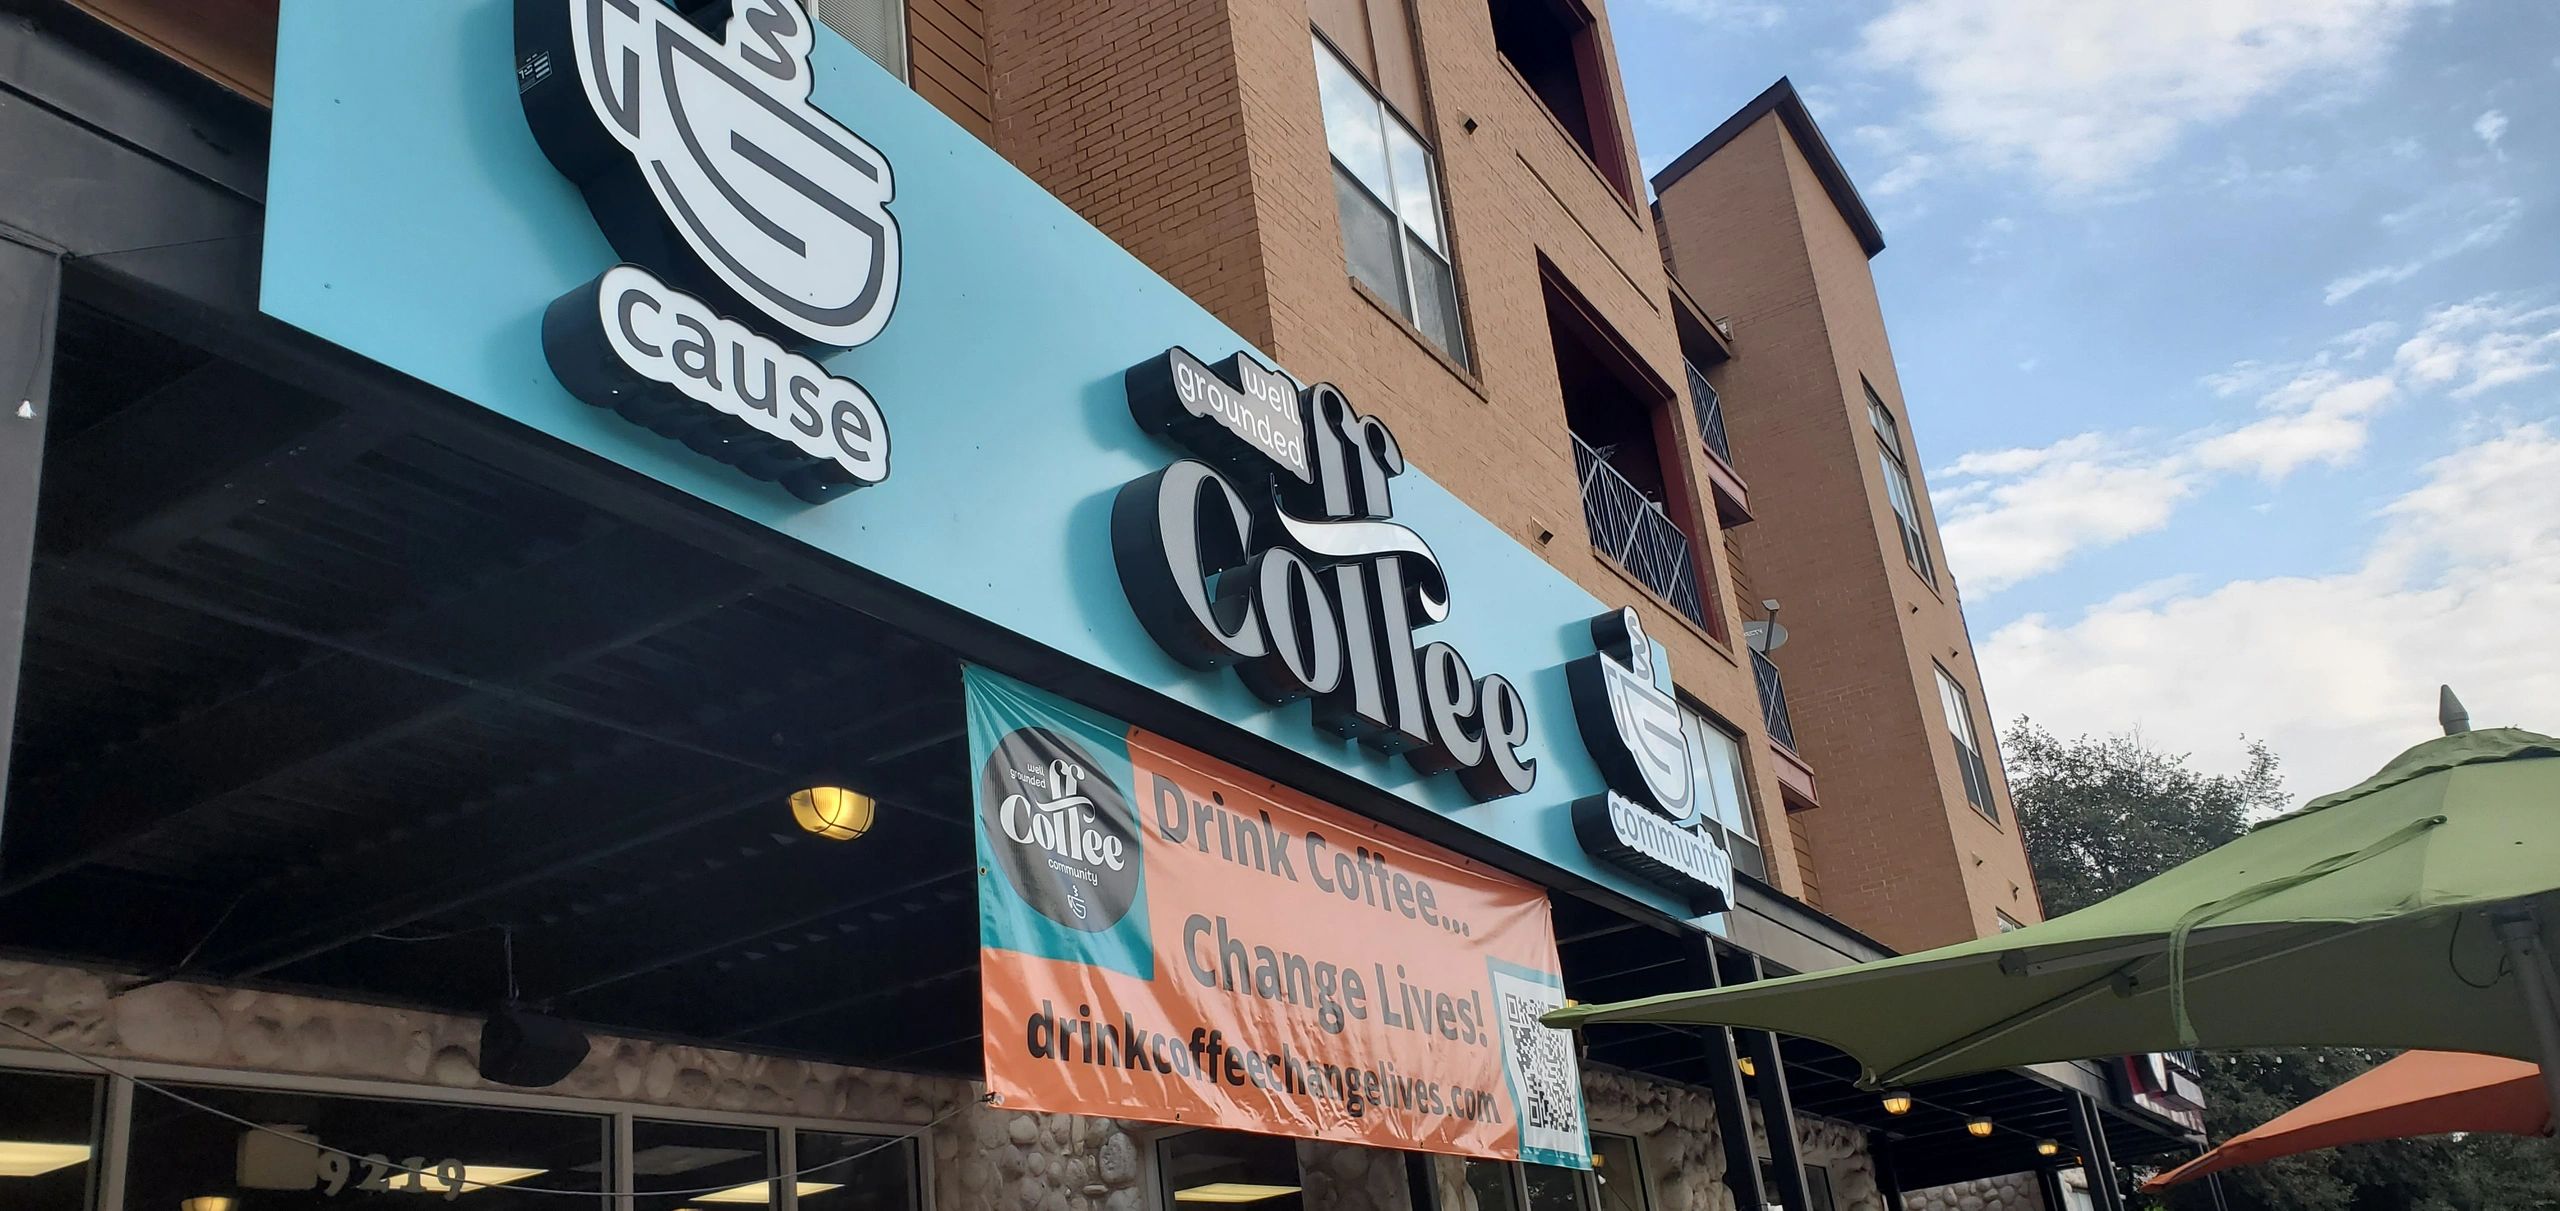 cause
well
grounded
Coffee
community
well
grounded
Coffee
community
Drink Coffee...
Change Lives!
drinkcoffeechangelives.com
9219